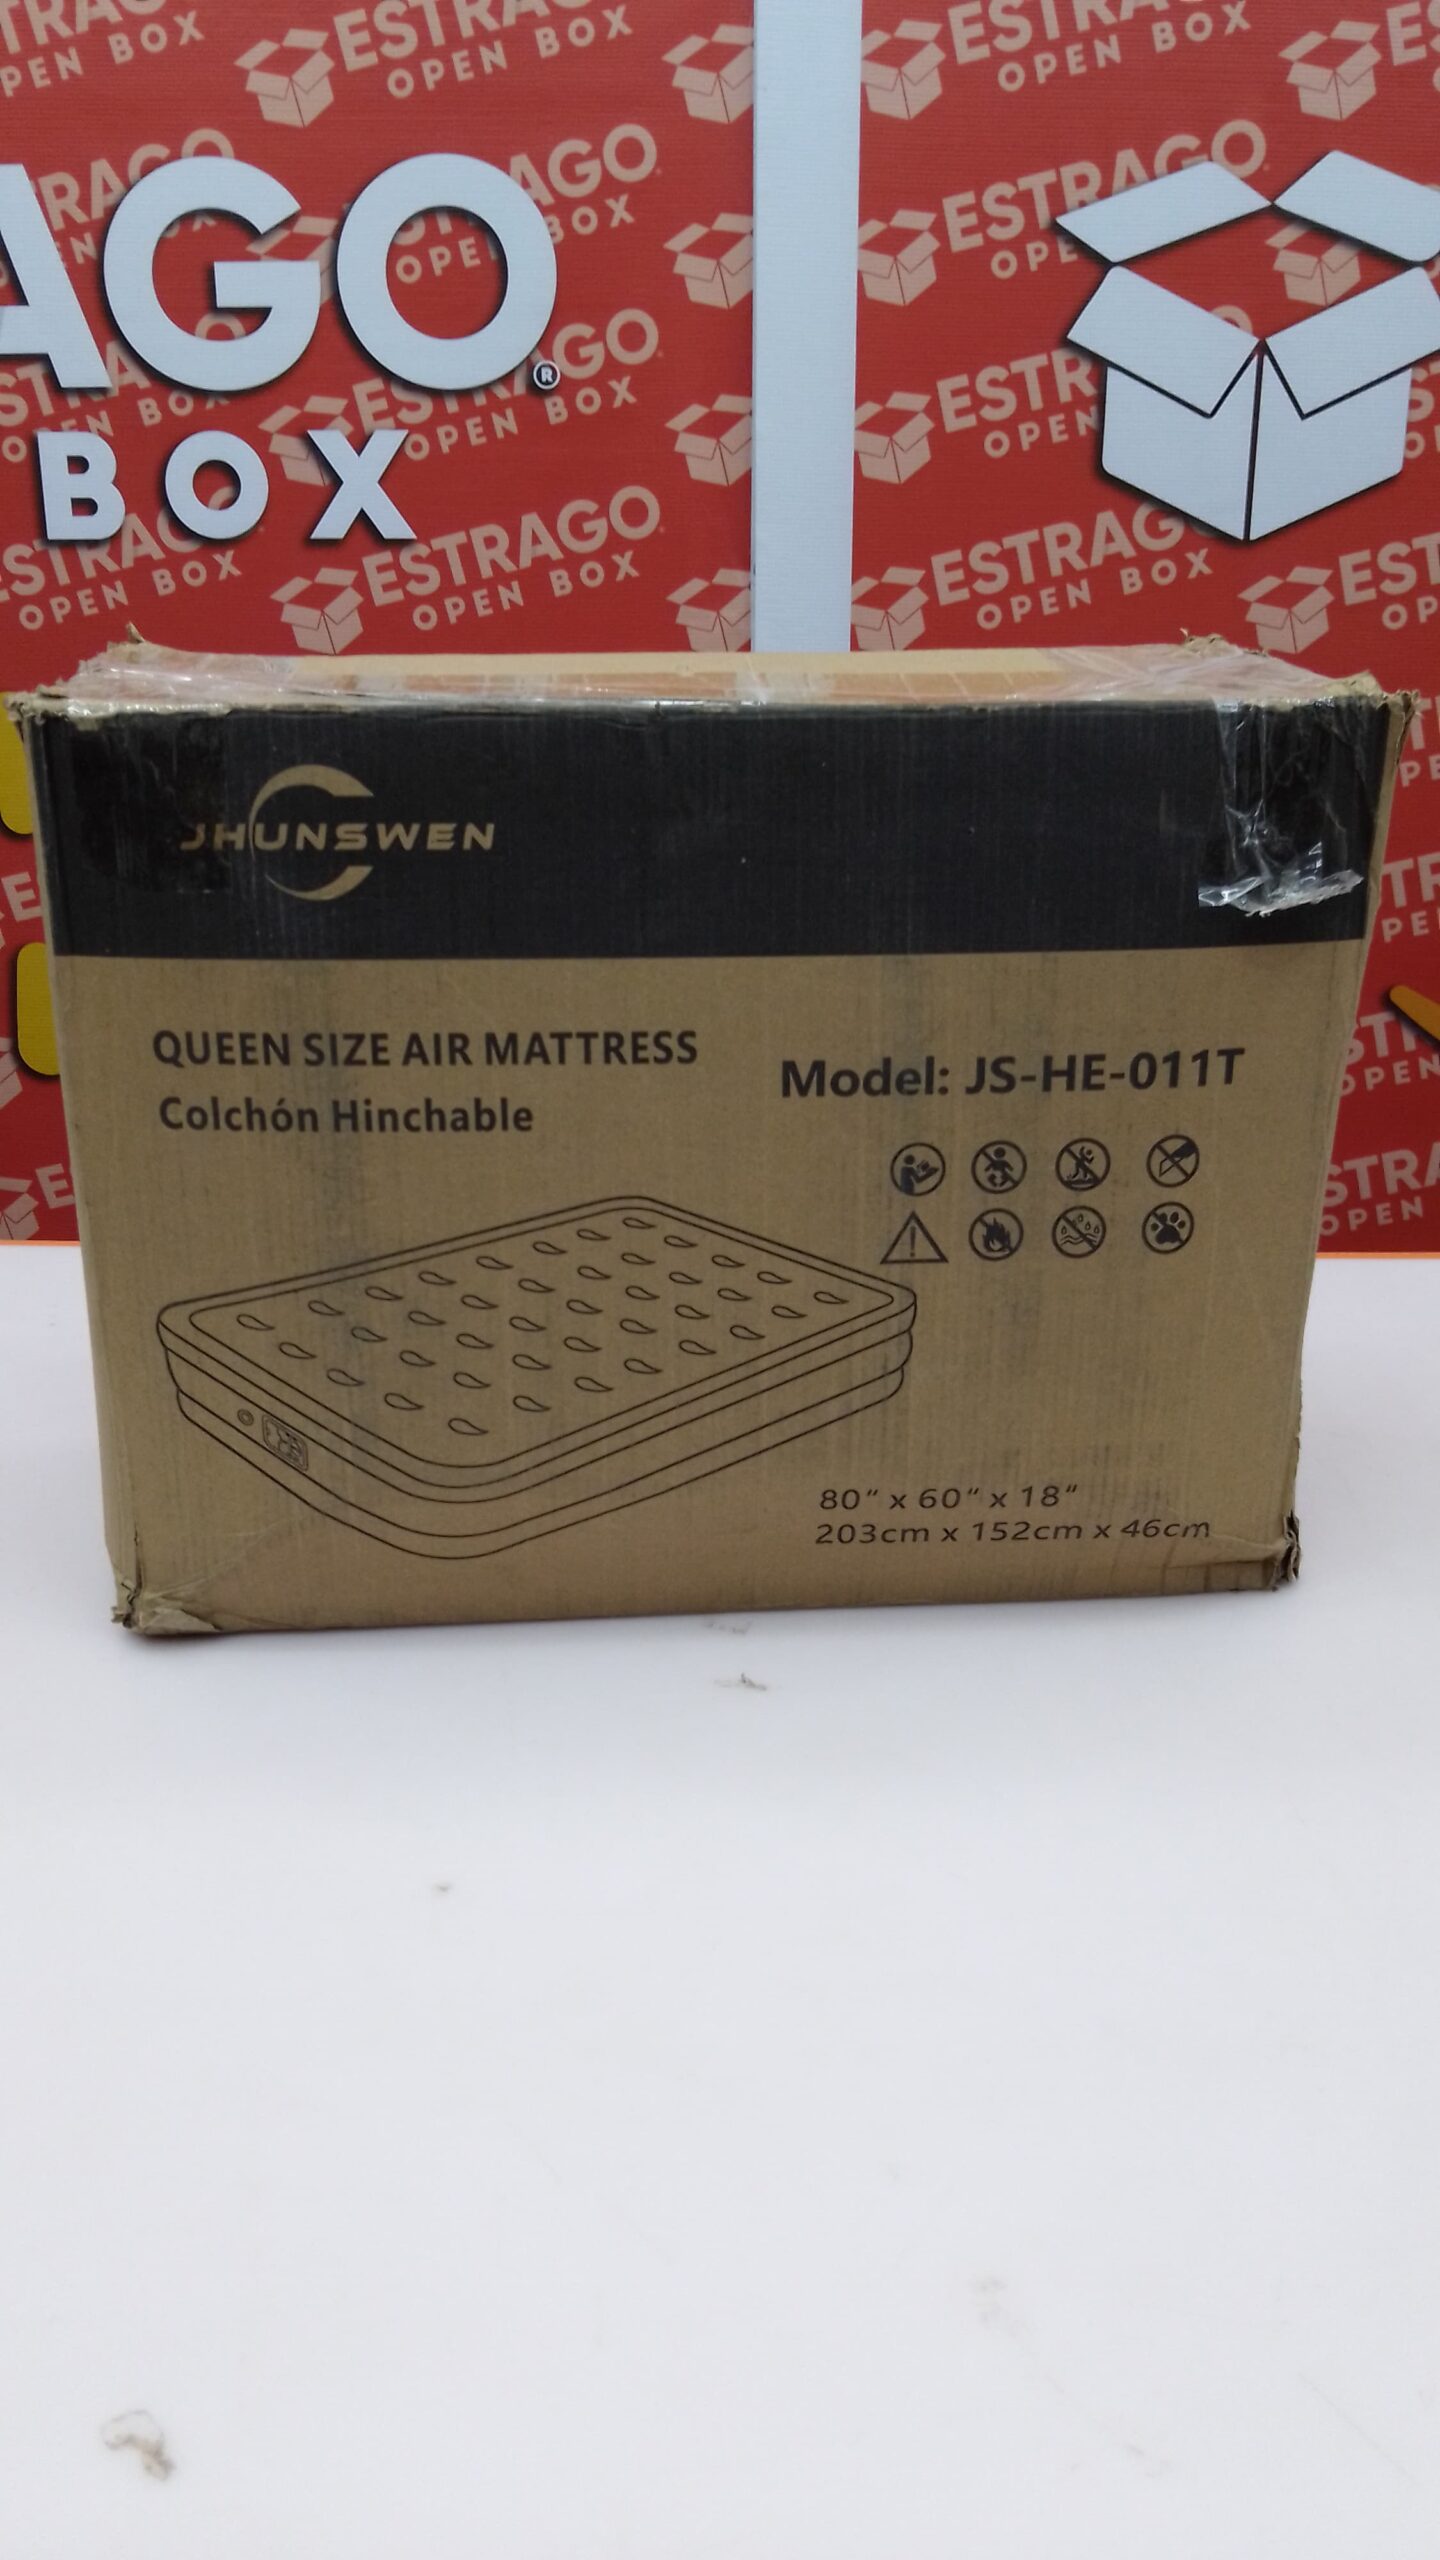 AGO®
BOX
ESTRAGO
OPEN BOX
JHUNSWEN
QUEEN SIZE AIR MATTRESS
Colchón Hinchable
Model: JS-HE-011T
80" x 60" x 18"
203cm x 152cm x 46cm